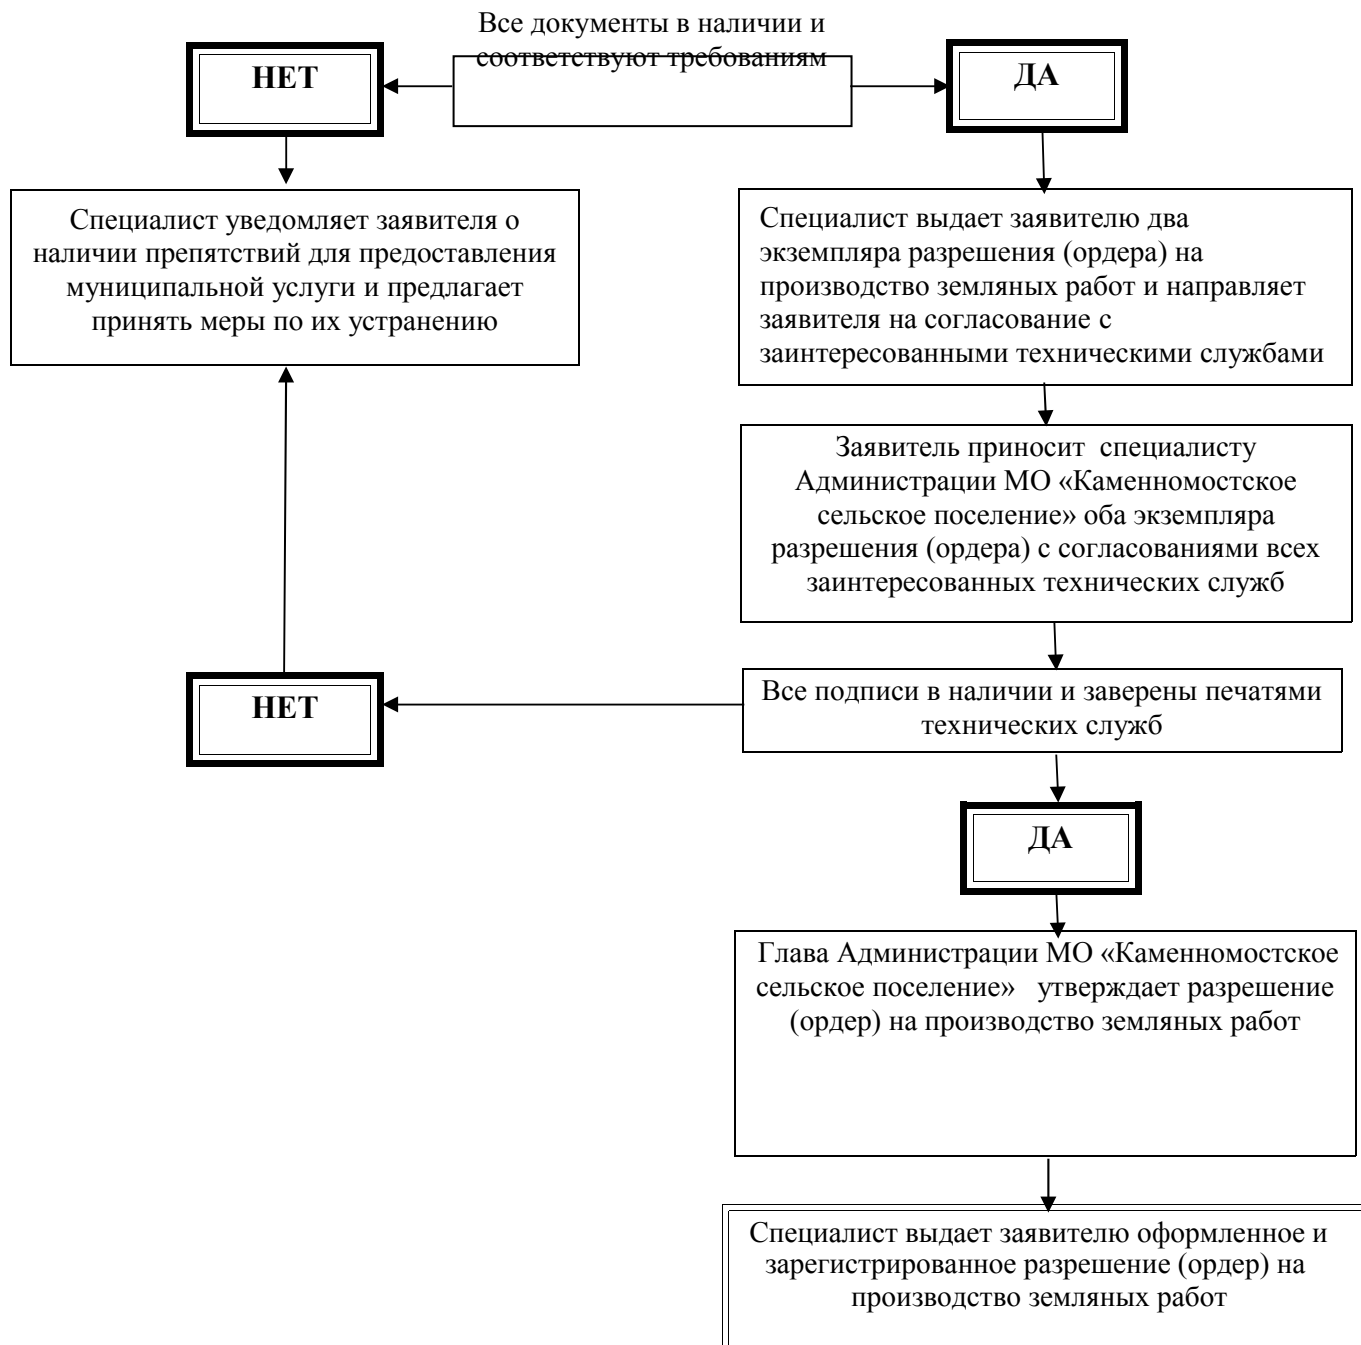 Все документы в наличии и
соответствуют требованиям
НЕТ
ДА
Специалист уведомляет заявителя о
наличии препятствий для предоставления
муниципальной услуги и предлагает
принять меры по их устранению
Специалист выдает заявителю два
экземпляра разрешения (ордера) на
производство земляных работ и направляет
заявителя на согласование с
заинтересованными техническими службами
Заявитель приносит специалисту
Администрации МО «Каменномостское
сельское поселение» оба экземпляра
разрешения (ордера) с согласованиями всех
заинтересованных технических служб
НЕТ
Все подписи в наличии и заверены печатями
технических служб
ДА
Глава Администрации МО «Каменномостское
сельское поселение» утверждает разрешение
(ордер) на производство земляных работ
Специалист выдает заявителю оформленное и
зарегистрированное разрешение (ордер) на
производство земляных работ